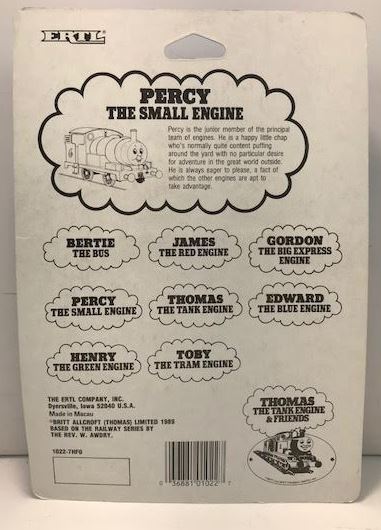 ERTL
PERCY
THE SMALL ENGINE
Percy is the junior member of the principal
team of engines. He is a happy little chap
who's normally quite content puffing
around the yard with no particular desire
for adventure in the great world outside.
He is always eager to please, a fact of
which the other engines are apt to
take advantage.
BERTIE
THE BUS
JAMES
THE RED ENGINE
GORDON
THE BIG EXPRESS
ENGINE
PERCY
THE SMALL ENGINE
THOMAS
THE TANK ENGINE
EDWARD
THE BLUE ENGINE
HENRY
THE GREEN ENGINE
TOBY
THE TRAM ENGINE
THE ERTL COMPANY, INC.
Dyersville, Iowa 52040 U.S.A.
Made in Macau
©BRITT ALLCROFT (THOMAS) LIMITED 1989
BASED ON THE RAILWAY SERIES BY
THE REV. W. AWDRY.
1022-7HFO
0 36881 01022 7
THOMAS
THE TANK ENGINE
& FRIENDS